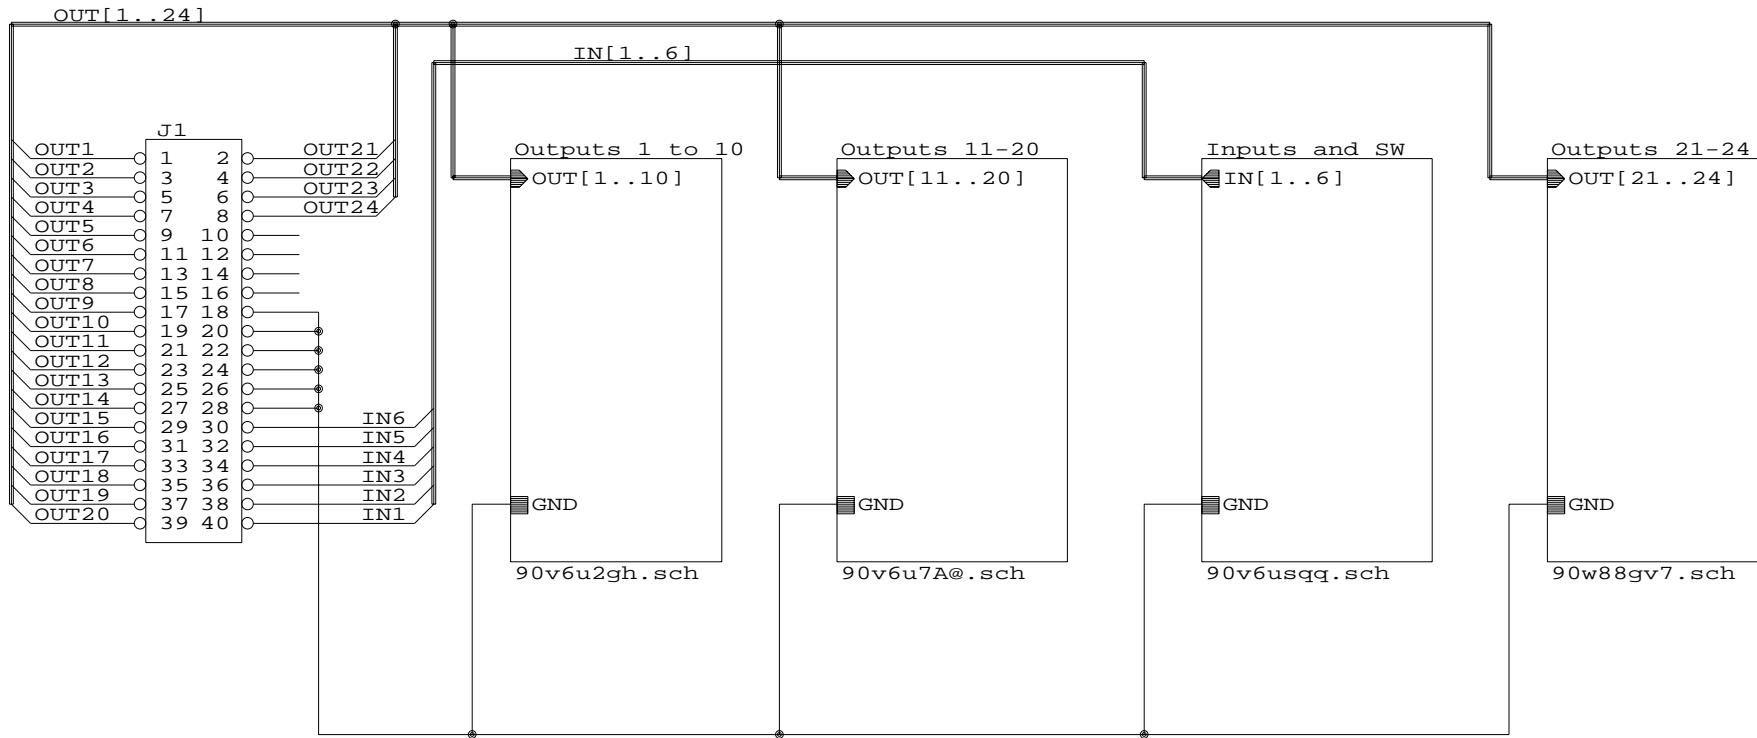 OUT[1..24]
IN[1..6]
J1
OUT1 1 2 OUT21
OUT2 3 4 OUT22
OUT3 5 6 OUT23
OUT4 7 8 OUT24
OUT5 9 10
OUT6 11 12
OUT7 13 14
OUT8 15 16
OUT9 17 18
OUT10 19 20
OUT11 21 22
OUT12 23 24
OUT13 25 26
OUT14 27 28
OUT15 29 30 IN6
OUT16 31 32 IN5
OUT17 33 34 IN4
OUT18 35 36 IN3
OUT19 37 38 IN2
OUT20 39 40 IN1
Outputs 1 to 10
OUT[1..10]
GND
90v6u2gh.sch
Outputs 11-20
OUT[11..20]
GND
90v6u7A@.sch
Inputs and SW
IN[1..6]
GND
90v6usqq.sch
Outputs 21-24
OUT[21..24]
GND
90w88gv7.sch